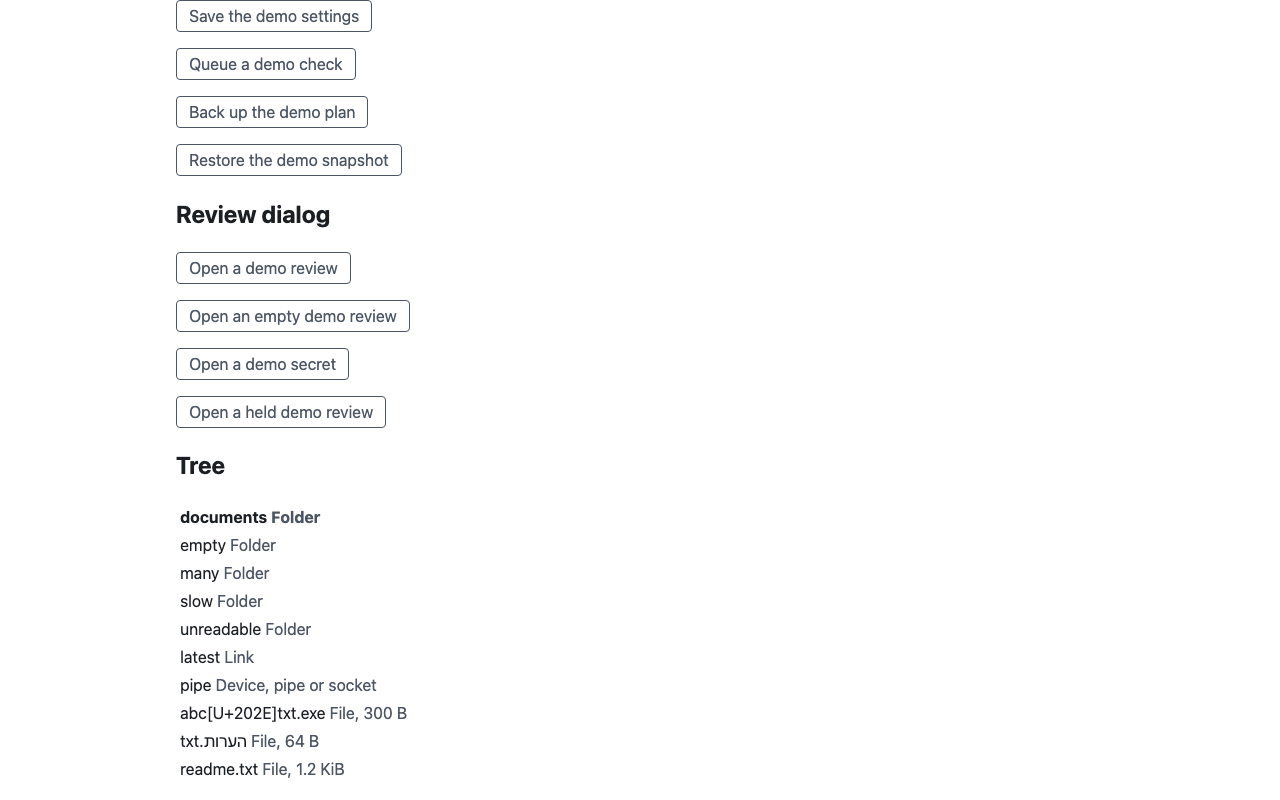 Save the demo settings
Queue a demo check
Back up the demo plan
Restore the demo snapshot
Review dialog
Open a demo review
Open an empty demo review
Open a demo secret
Open a held demo review
Tree
documents Folder
empty Folder
many Folder
slow Folder
unreadable Folder
latest Link
pipe Device, pipe or socket
abc[U+202E]txt.exe File, 300 B
הערות.txt File, 64 B
readme.txt File, 1.2 KiB